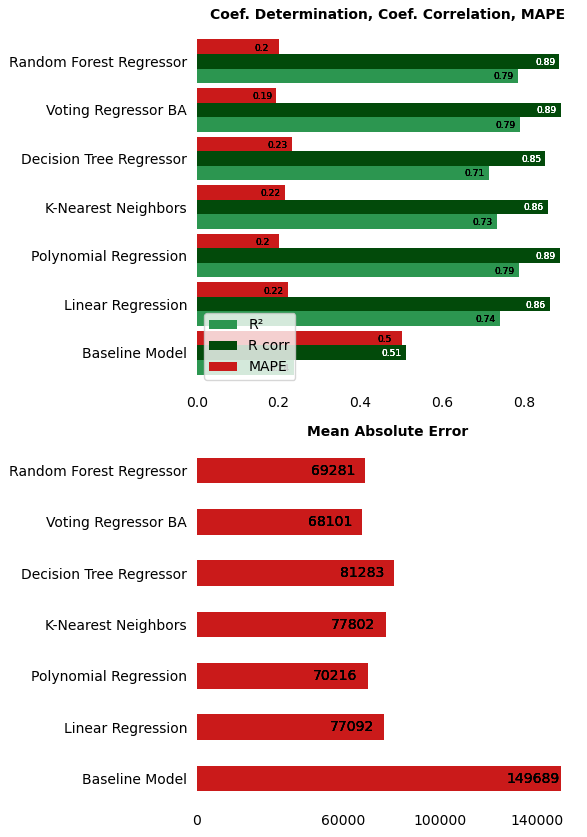 Coef. Determination, Coef. Correlation, MAPE
Random Forest Regressor
0.2
0.89
0.79
Voting Regressor BA
0.19
0.89
0.79
Decision Tree Regressor
0.23
0.85
0.71
K-Nearest Neighbors
0.22
0.86
0.73
Polynomial Regression
0.2
0.89
0.79
Linear Regression
0.22
0.86
0.74
Baseline Model
0.5
0.51
R²
R corr
MAPE
0.0 0.2 0.4 0.6 0.8
Mean Absolute Error
Random Forest Regressor 69281
Voting Regressor BA 68101
Decision Tree Regressor 81283
K-Nearest Neighbors 77802
Polynomial Regression 70216
Linear Regression 77092
Baseline Model 149689
0 60000 100000 140000